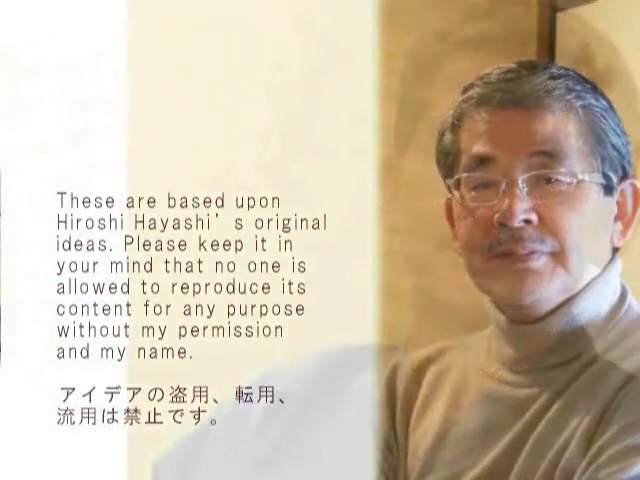 These are based upon
Hiroshi Hayashi’s original
ideas. Please keep it in
your mind that no one is
allowed to reproduce its
content for any purpose
without my permission
and my name.
アイデアの盗用、転用、
流用は禁止です。